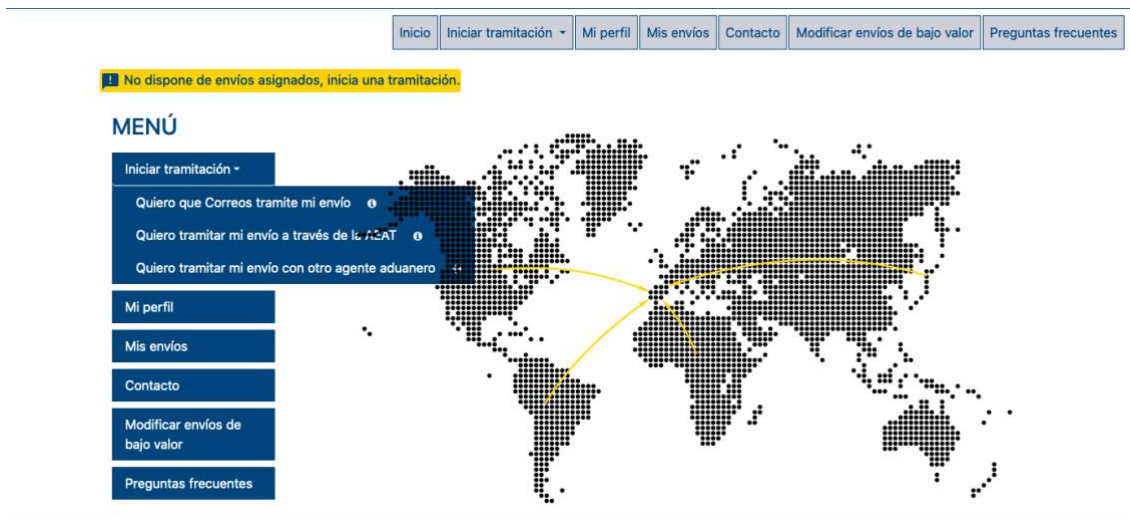 Inicio Iniciar tramitación Mi perfil Mis envíos Contacto Modificar envíos de bajo valor Preguntas frecuentes
No dispone de envíos asignados, inicia una tramitación.
MENÚ
Iniciar tramitación
Quiero que Correos tramite mi envío
Quiero tramitar mi envío a través de la AEAT
Quiero tramitar mi envío con otro agente aduanero
Mi perfil
Mis envíos
Contacto
Modificar envíos de
bajo valor
Preguntas frecuentes